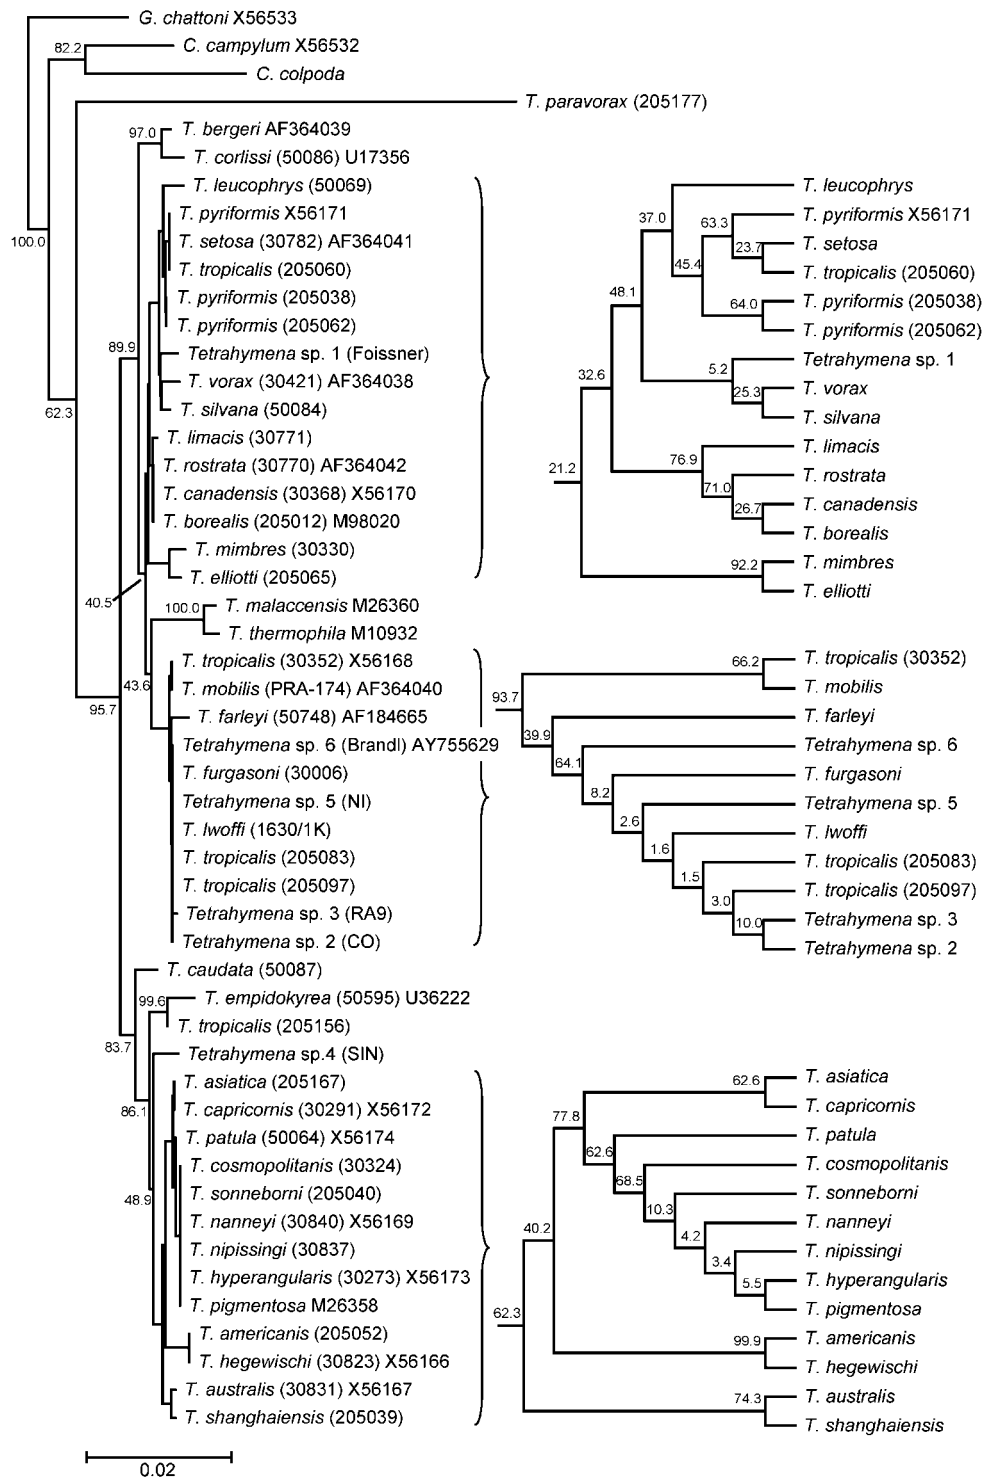 G. chattoni X56533
82.2
C. campylum X56532
C. colpoda
T. paravorax (205177)
100.0
62.3
97.0
T. bergeri AF364039
T. corlissi (50086) U17356
T. leucophrys (50069)
T. pyriformis X56171
T. setosa (30782) AF364041
T. tropicalis (205060)
T. pyriformis (205038)
T. pyriformis (205062)
89.9
Tetrahymena sp. 1 (Foissner)
T. vorax (30421) AF364038
T. silvana (50084)
T. limacis (30771)
T. rostrata (30770) AF364042
T. canadensis (30368) X56170
T. borealis (205012) M98020
T. mimbres (30330)
T. elliotti (205065)
40.5
100.0
T. malaccensis M26360
T. thermophila M10932
43.6
95.7
T. tropicalis (30352) X56168
T. mobilis (PRA-174) AF364040
T. farleyi (50748) AF184665
Tetrahymena sp. 6 (Brandl) AY755629
T. furgasoni (30006)
Tetrahymena sp. 5 (NI)
T. lwoffi (1630/1K)
T. tropicalis (205083)
T. tropicalis (205097)
Tetrahymena sp. 3 (RA9)
Tetrahymena sp. 2 (CO)
T. caudata (50087)
99.6
T. empidokyrea (50595) U36222
T. tropicalis (205156)
83.7
Tetrahymena sp.4 (SIN)
86.1
48.9
T. asiatica (205167)
T. capricornis (30291) X56172
T. patula (50064) X56174
T. cosmopolitanis (30324)
T. sonneborni (205040)
T. nanneyi (30840) X56169
T. nipissingi (30837)
T. hyperangularis (30273) X56173
T. pigmentosa M26358
T. americanis (205052)
T. hegewischi (30823) X56166
T. australis (30831) X56167
T. shanghaiensis (205039)
0.02
T. leucophrys
37.0
63.3
T. pyriformis X56171
23.7
T. setosa
45.4
T. tropicalis (205060)
48.1
64.0
T. pyriformis (205038)
T. pyriformis (205062)
Tetrahymena sp. 1
32.6
5.2
25.3
T. vorax
T. silvana
T. limacis
21.2
76.9
T. rostrata
71.0
26.7
T. canadensis
T. borealis
92.2
T. mimbres
T. elliotti
66.2
T. tropicalis (30352)
T. mobilis
93.7
T. farleyi
39.9
Tetrahymena sp. 6
64.1
T. furgasoni
8.2
Tetrahymena sp. 5
2.6
T. lwoffi
1.6
T. tropicalis (205083)
1.5
T. tropicalis (205097)
3.0
10.0
Tetrahymena sp. 3
Tetrahymena sp. 2
62.6
T. asiatica
T. capricornis
77.8
T. patula
62.6
T. cosmopolitanis
68.5
T. sonneborni
10.3
T. nanneyi
4.2
40.2
T. nipissingi
3.4
5.5
T. hyperangularis
T. pigmentosa
62.3
99.9
T. americanis
T. hegewischi
74.3
T. australis
T. shanghaiensis